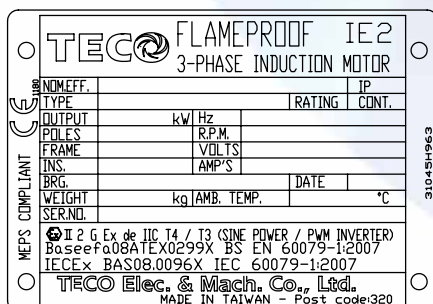 TECO FLAMEPROOF IE2
3-PHASE INDUCTION MOTOR
NOM.EFF. IP
TYPE RATING CONT.
OUTPUT kW Hz
POLES R.P.M.
FRAME VOLTS
INS. AMP'S
BRG. DATE
WEIGHT kg AMB. TEMP. °C
SER.NO.
Ex II 2 G Ex de IIC T4 / T3 (SINE POWER / PWM INVERTER)
Baseefa08ATEX0299X BS EN 60079-1:2007
IECEx BAS08.0096X IEC 60079-1:2007
TECO Elec. & Mach. Co., Ltd.
MADE IN TAIWAN - Post code:320
MEPS COMPLIANT CE 1180
31045H963